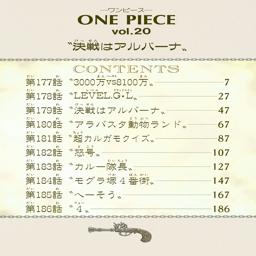 ―ワンピース―
ONE PIECE
vol.20
〝決戦はアルバーナ〟
CONTENTS
第177話 〝3000万vs8100万〟 7
第178話 〝LEVEL G・L〟 27
第179話 〝決戦はアルバーナ〟 47
第180話 〝アラバスタ動物ランド〟 67
第181話 〝超カルガモクイズ〟 87
第182話 〝怒号〟 107
第183話 〝カルー隊長〟 127
第184話 〝モグラ塚4番街〟 147
第185話 〝へーそう〟 167
第186話 〝4〟 186